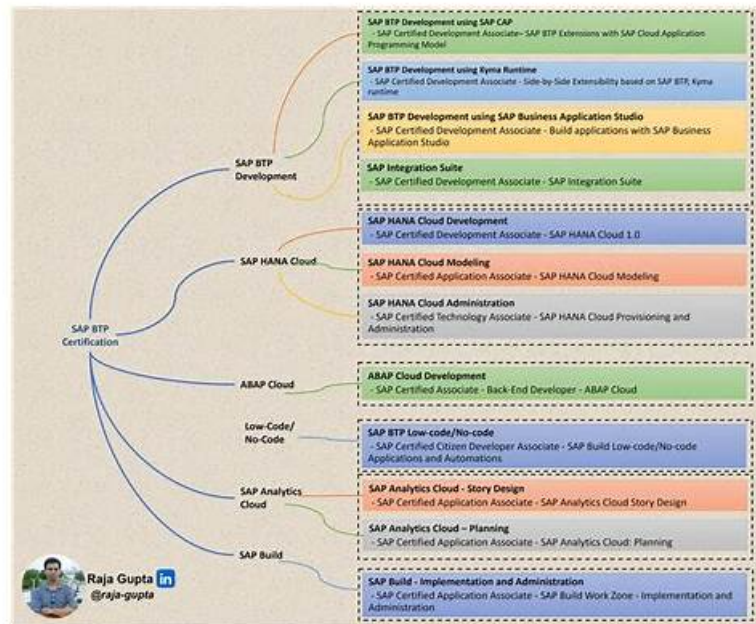 SAP BTP Development using SAP CAP
- SAP Certified Development Associate– SAP BTP Extensions with SAP Cloud Application
Programming Model
SAP BTP Development using Kyma Runtime
- SAP Certified Development Associate - Side-by-Side Extensibility based on SAP BTP, Kyma
runtime
SAP BTP Development using SAP Business Application Studio
- SAP Certified Development Associate - Build applications with SAP Business
Application Studio
SAP BTP
Development
SAP Integration Suite
- SAP Certified Development Associate - SAP Integration Suite
SAP HANA Cloud Development
- SAP Certified Development Associate - SAP HANA Cloud 1.0
SAP HANA Cloud
SAP HANA Cloud Modeling
- SAP Certified Application Associate - SAP HANA Cloud Modeling
SAP HANA Cloud Administration
- SAP Certified Technology Associate - SAP HANA Cloud Provisioning and
Administration
SAP BTP
Certification
ABAP Cloud
ABAP Cloud Development
- SAP Certified Associate - Back-End Developer - ABAP Cloud
Low-Code/
No-Code
SAP BTP Low-code/No-code
- SAP Certified Citizen Developer Associate - SAP Build Low-code/No-code
Applications and Automations
SAP Analytics
Cloud
SAP Analytics Cloud - Story Design
- SAP Certified Application Associate - SAP Analytics Cloud Story Design
SAP Analytics Cloud – Planning
- SAP Certified Application Associate - SAP Analytics Cloud: Planning
SAP Build
SAP Build - Implementation and Administration
- SAP Certified Application Associate - SAP Build Work Zone - Implementation and
Administration
Raja Gupta in
@raja-gupta